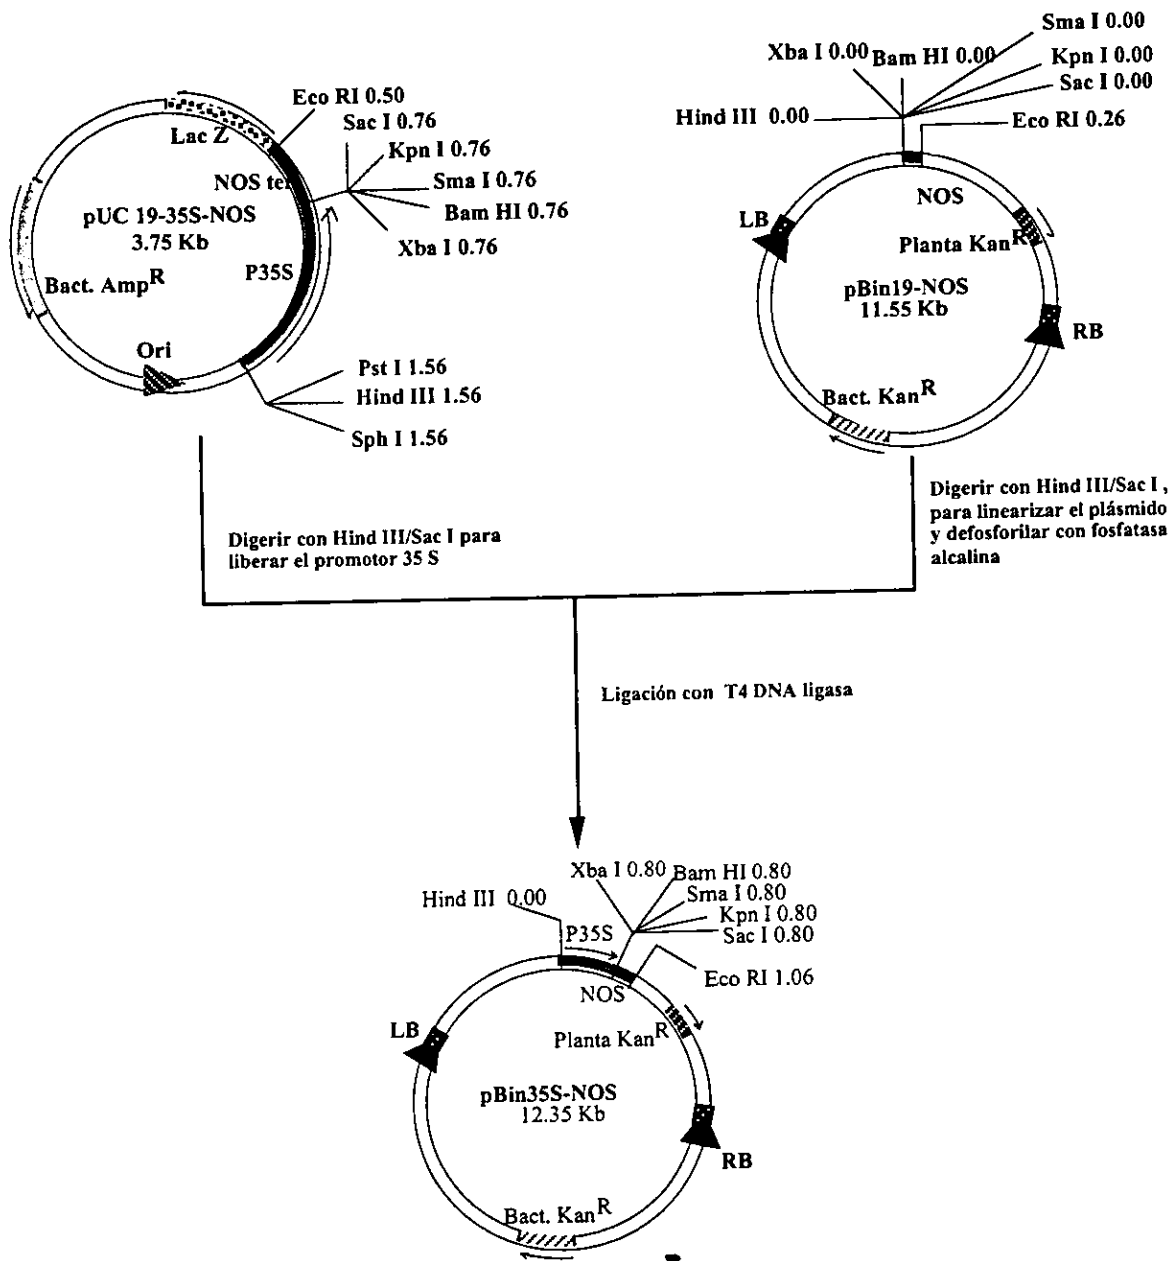 Eco RI 0.50
Sac I 0.76
Kpn I 0.76
Sma I 0.76
Bam HI 0.76
Xba I 0.76
Lac Z
NOS ter
pUC 19-35S-NOS
3.75 Kb
P35S
Bact. Amp^R
Ori
Pst I 1.56
Hind III 1.56
Sph I 1.56
Sma I 0.00
Xba I 0.00
Bam HI 0.00
Kpn I 0.00
Sac I 0.00
Hind III 0.00
Eco RI 0.26
NOS
LB
Planta Kan^R
pBin19-NOS
11.55 Kb
RB
Bact. Kan^R
Digerir con Hind III/Sac I para
liberar el promotor 35 S
Digerir con Hind III/Sac I ,
para linearizar el plásmido
y defosforilar con fosfatasa
alcalina
Ligación con T4 DNA ligasa
Xba I 0.80
Bam HI 0.80
Sma I 0.80
Kpn I 0.80
Sac I 0.80
Hind III 0.00
P35S
Eco RI 1.06
NOS
LB
Planta Kan^R
pBin35S-NOS
12.35 Kb
RB
Bact. Kan^R